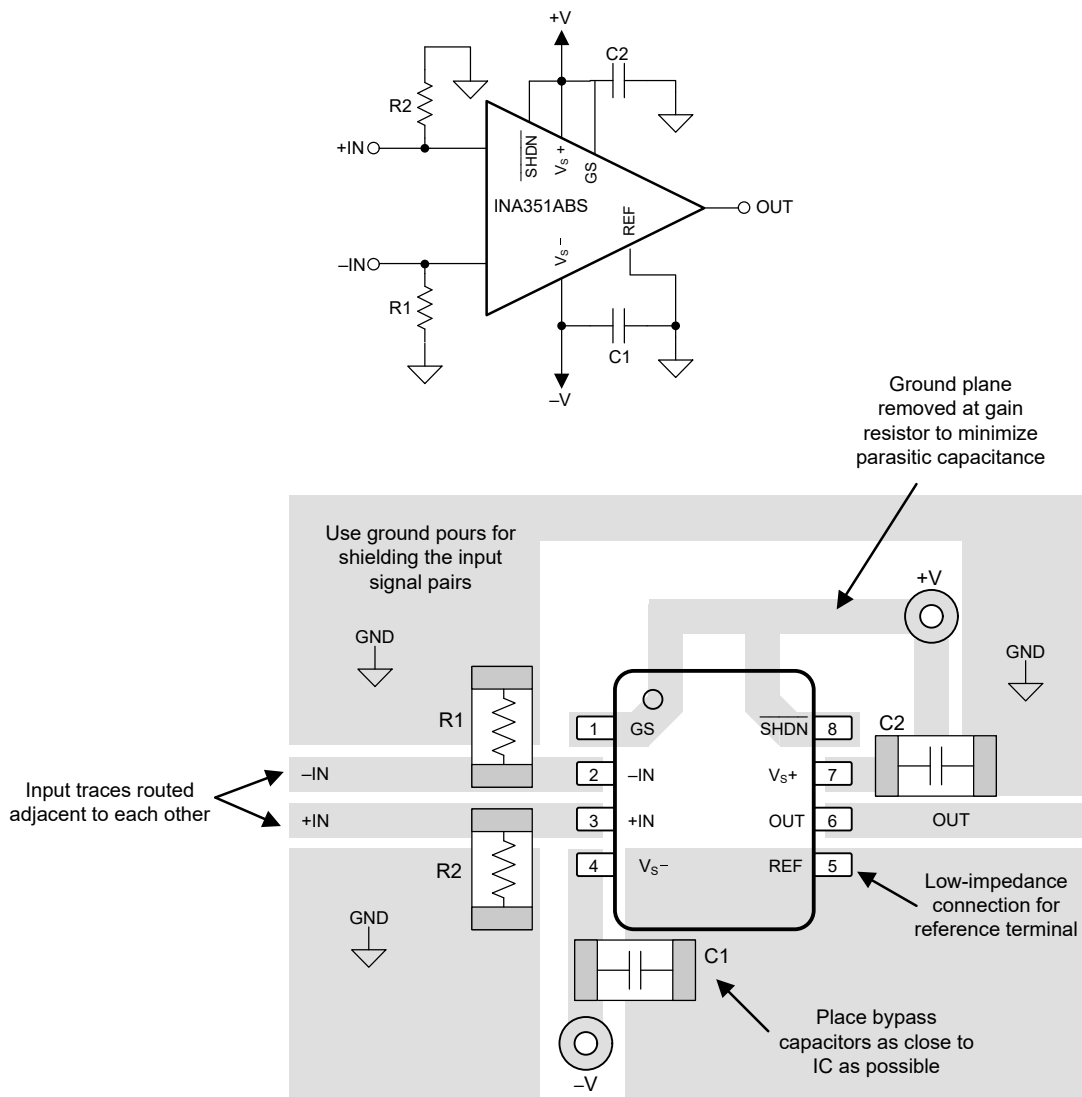 +V
C2
R2
+IN
SHDN
VS +
GS
INA351ABS
OUT
REF
VS –
–IN
R1
C1
–V
Ground plane
removed at gain
resistor to minimize
parasitic capacitance
Use ground pours for
shielding the input
signal pairs
+V
GND
GND
R1
1
GS
SHDN
8
C2
–IN
2
–IN
VS+
7
Input traces routed
adjacent to each other
+IN
3
+IN
OUT
6
OUT
R2
4
VS–
REF
5
Low-impedance
connection for
reference terminal
GND
C1
Place bypass
capacitors as close to
IC as possible
–V